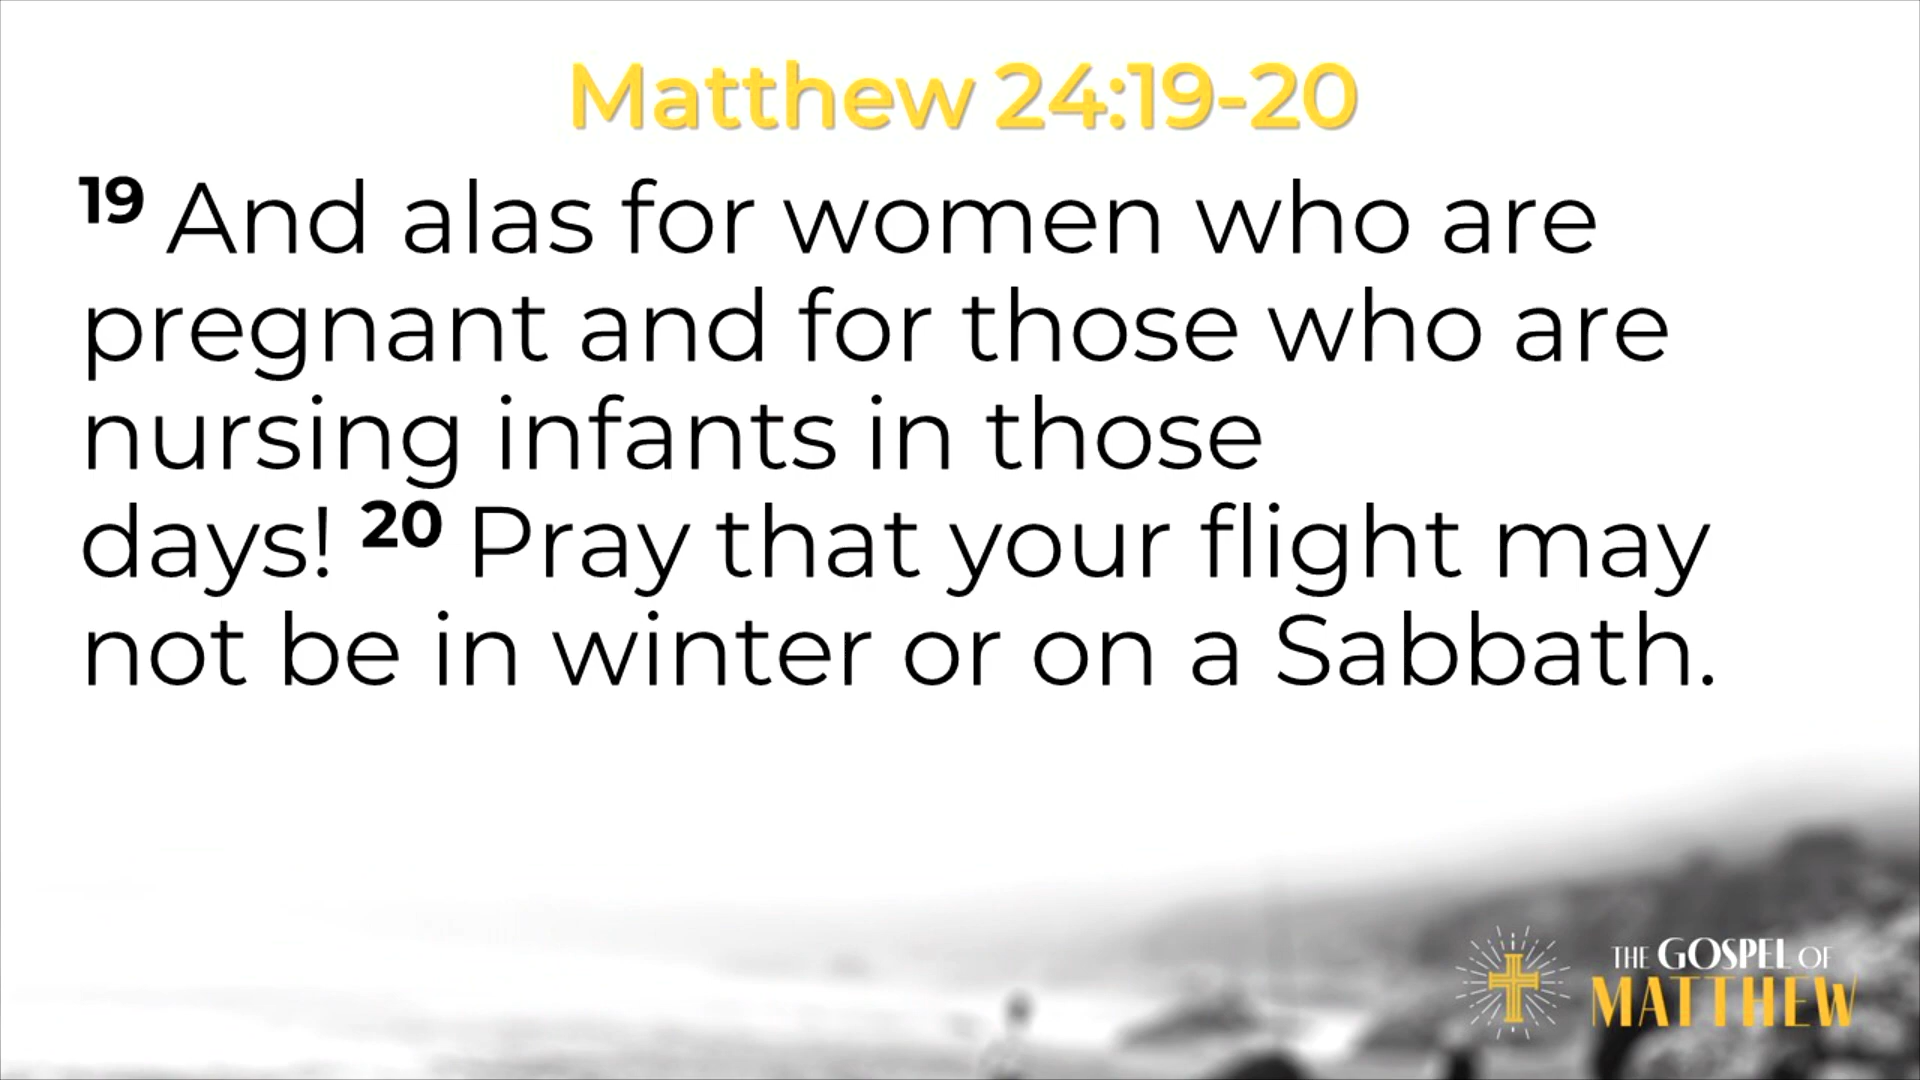 Matthew 24:19-20
19 And alas for women who are
pregnant and for those who are
nursing infants in those
days! 20 Pray that your flight may
not be in winter or on a Sabbath.
THE GOSPEL OF
MATTHEW